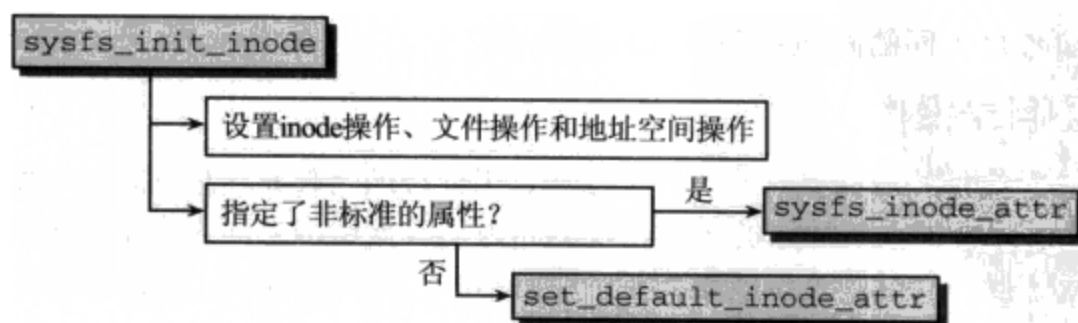 sysfs_init_inode
设置inode操作、文件操作和地址空间操作
指定了非标准的属性?
是
sysfs_inode_attr
否
set_default_inode_attr